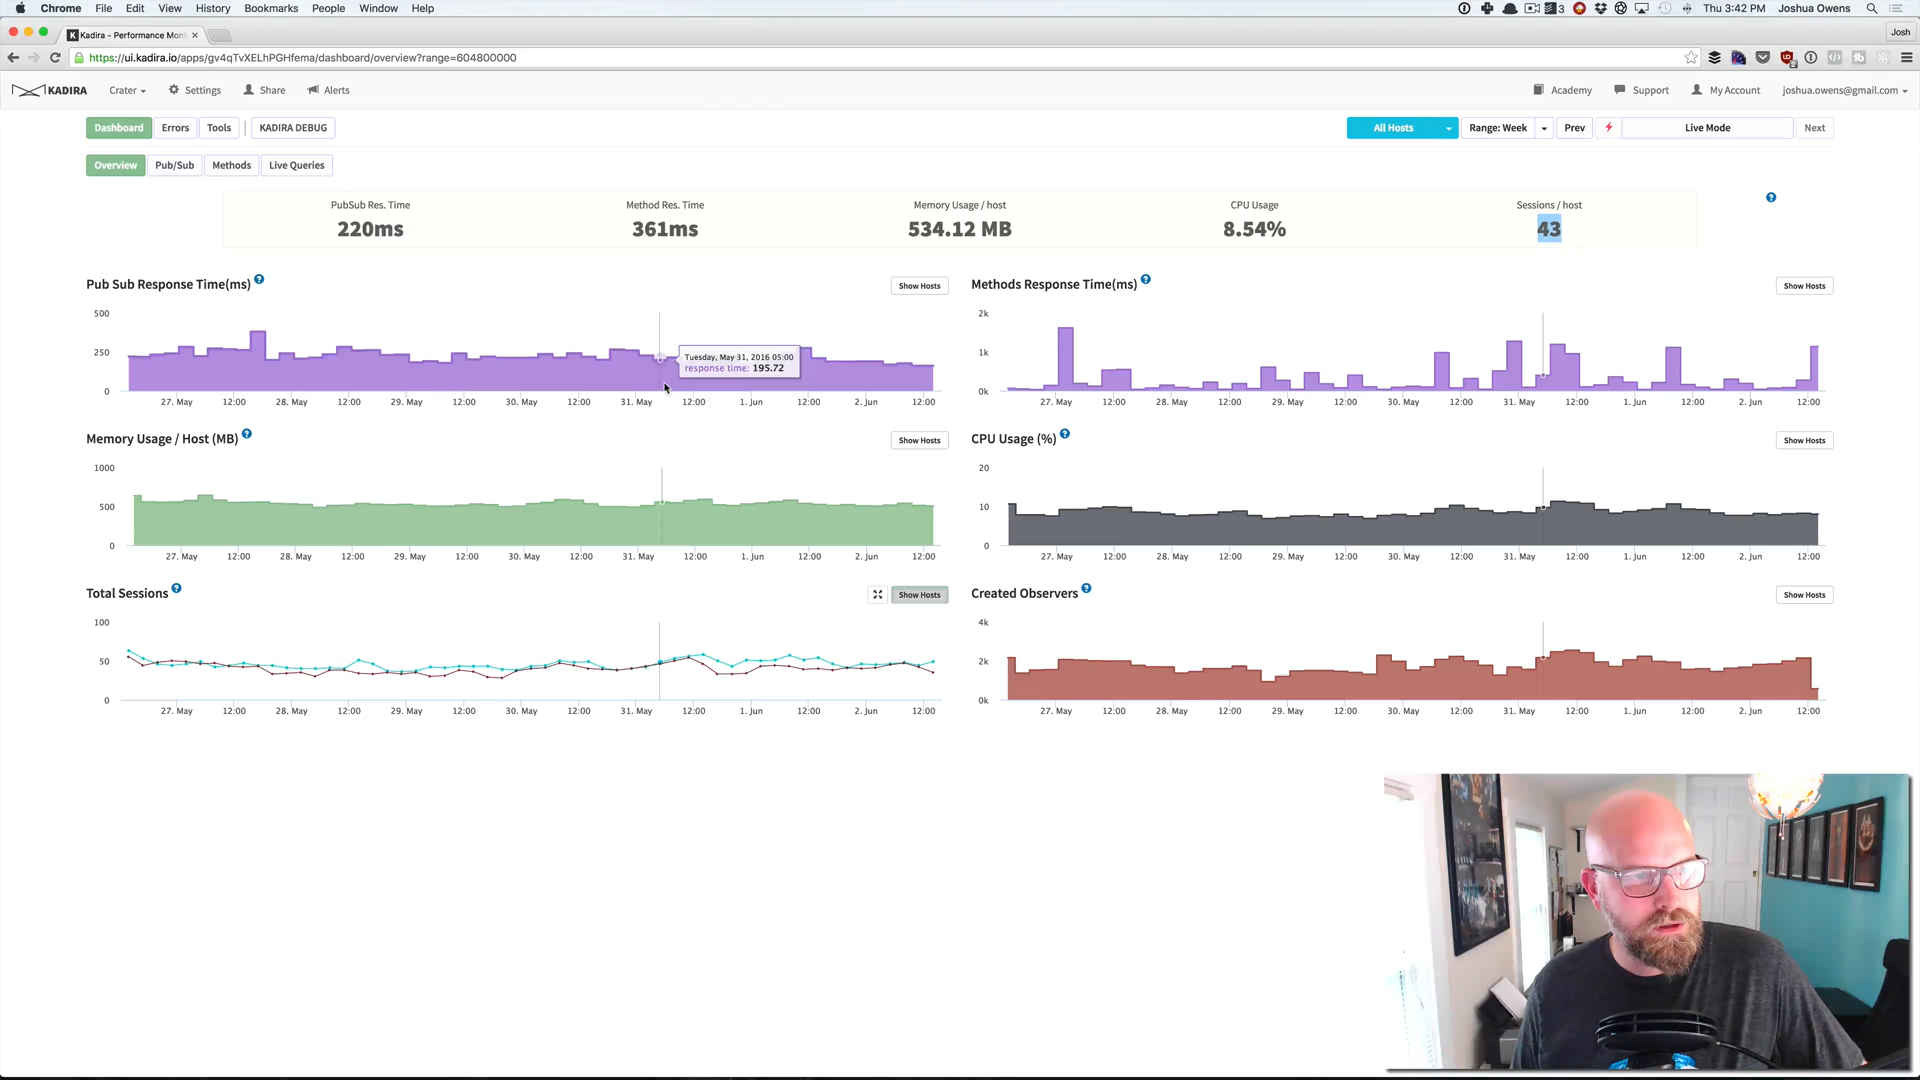 Chrome File Edit View History Bookmarks People Window Help 3 Thu 3:42 PM Joshua Owens
Kadira - Performance Moni × Josh
https://ui.kadira.io/apps/gv4qTvXELhPGHfema/dashboard/overview?range=604800000
KADIRA Crater Settings Share Alerts Academy Support My Account joshua.owens@gmail.com
Dashboard Errors Tools | KADIRA DEBUG All Hosts Range: Week Prev Live Mode Next
Overview Pub/Sub Methods Live Queries
PubSub Res. Time Method Res. Time Memory Usage / host CPU Usage Sessions / host
220ms 361ms 534.12 MB 8.54% 43
Pub Sub Response Time(ms) ? Show Hosts
500
250
0
Tuesday, May 31, 2016 05:00
response time: 195.72
27. May 12:00 28. May 12:00 29. May 12:00 30. May 12:00 31. May 12:00 1. Jun 12:00 2. Jun 12:00
Methods Response Time(ms) ? Show Hosts
2k
1k
0k
27. May 12:00 28. May 12:00 29. May 12:00 30. May 12:00 31. May 12:00 1. Jun 12:00 2. Jun 12:00
Memory Usage / Host (MB) ? Show Hosts
1000
500
0
27. May 12:00 28. May 12:00 29. May 12:00 30. May 12:00 31. May 12:00 1. Jun 12:00 2. Jun 12:00
CPU Usage (%) ? Show Hosts
20
10
0
27. May 12:00 28. May 12:00 29. May 12:00 30. May 12:00 31. May 12:00 1. Jun 12:00 2. Jun 12:00
Total Sessions ? Show Hosts
100
50
0
27. May 12:00 28. May 12:00 29. May 12:00 30. May 12:00 31. May 12:00 1. Jun 12:00 2. Jun 12:00
Created Observers ? Show Hosts
4k
2k
0k
27. May 12:00 28. May 12:00 29. May 12:00 30. May 12:00 31. May 12:00 1. Jun 12:00 2. Jun 12:00